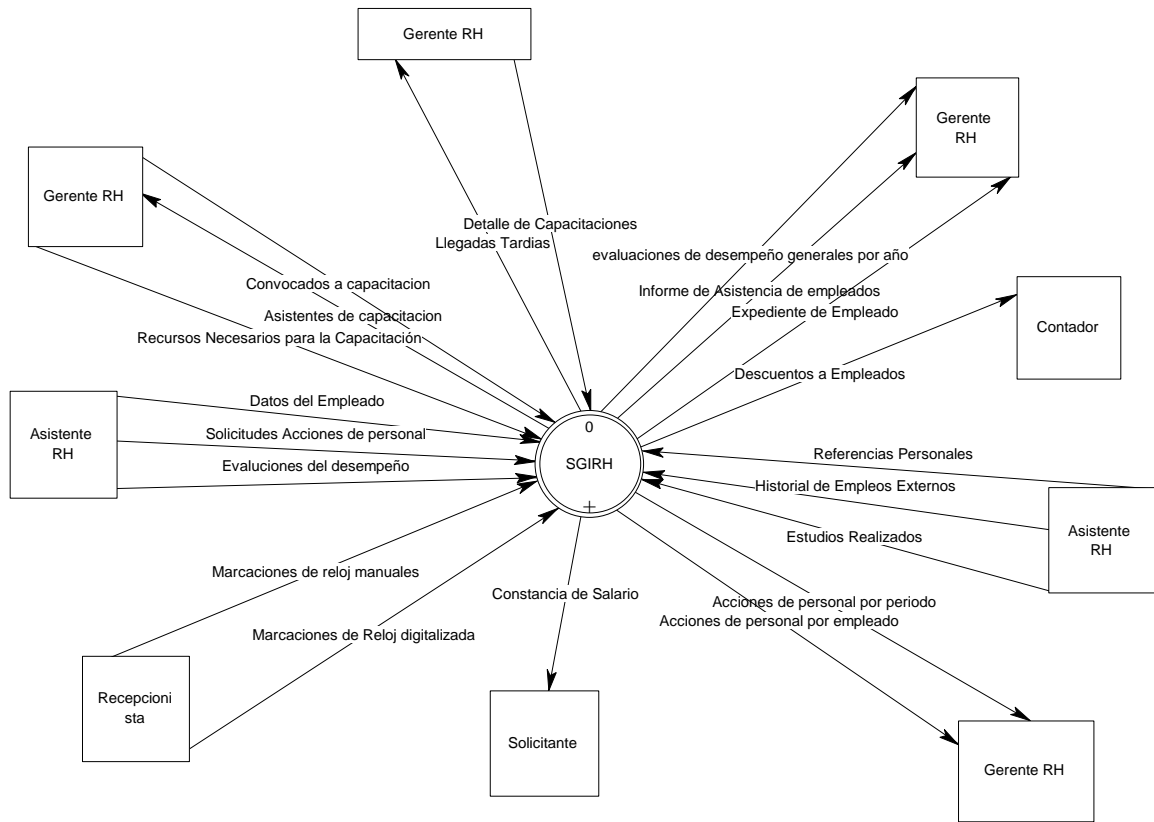 Gerente RH
Gerente
RH
Gerente RH
Detalle de Capacitaciones
Llegadas Tardias
evaluaciones de desempeño generales por año
Convocados a capacitacion
Informe de Asistencia de empleados
Asistentes de capacitacion
Expediente de Empleado
Recursos Necesarios para la Capacitación
Contador
Descuentos a Empleados
Datos del Empleado
Asistente
RH
Solicitudes Acciones de personal
Evaluciones del desempeño
0
SGIRH
+
Referencias Personales
Historial de Empleos Externos
Estudios Realizados
Asistente
RH
Marcaciones de reloj manuales
Constancia de Salario
Acciones de personal por periodo
Acciones de personal por empleado
Marcaciones de Reloj digitalizada
Recepcioni
sta
Solicitante
Gerente RH